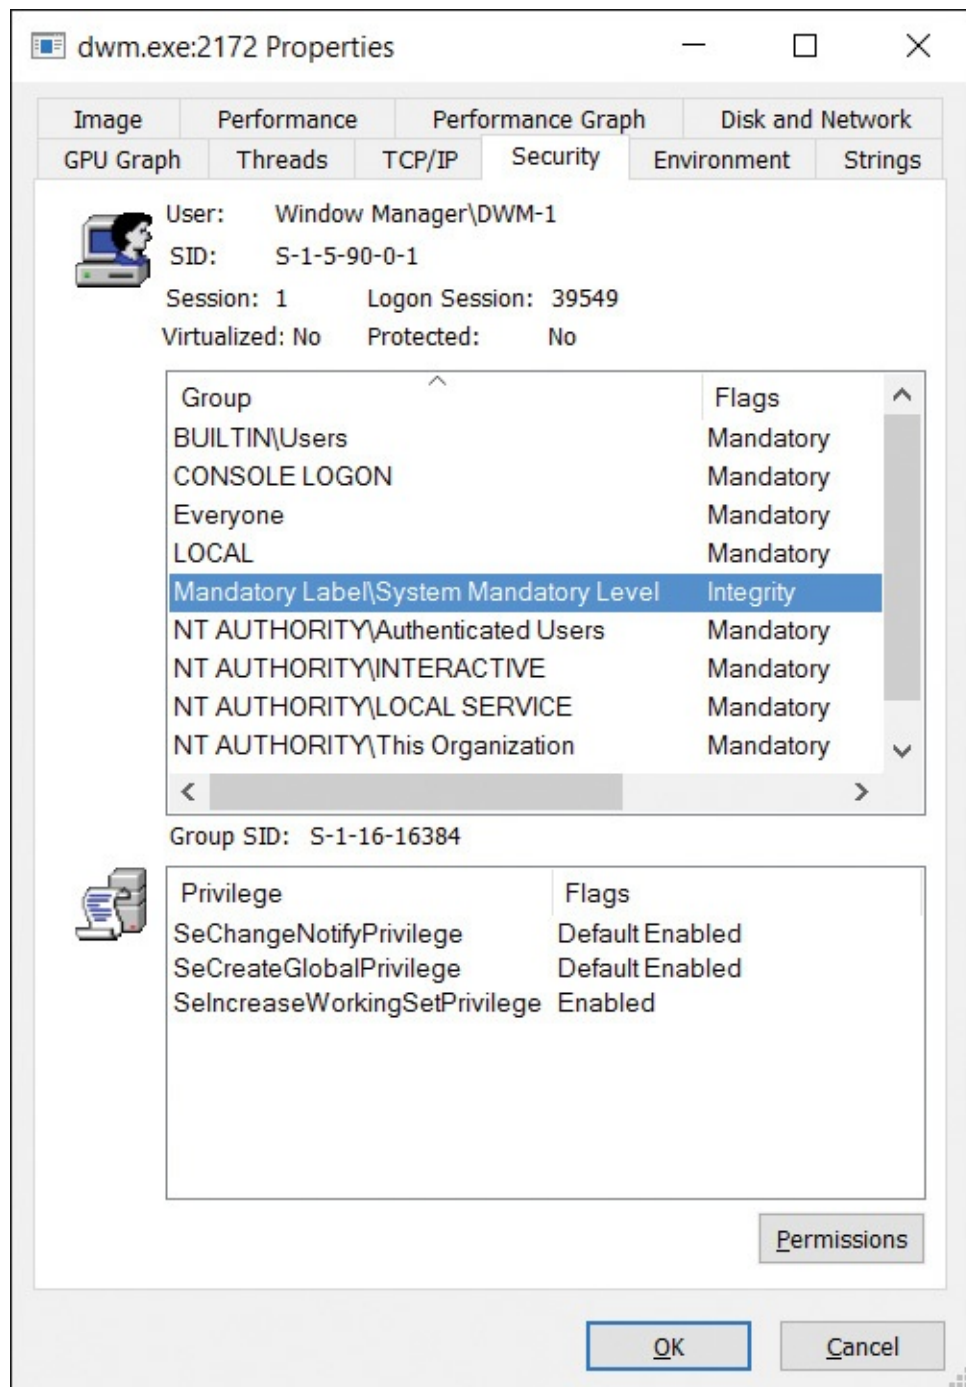 dwm.exe:2172 Properties
Image Performance Performance Graph Disk and Network
GPU Graph Threads TCP/IP Security Environment Strings
User: Window Manager\DWM-1
SID: S-1-5-90-0-1
Session: 1 Logon Session: 39549
Virtualized: No Protected: No
Group Flags
BUILTIN\Users Mandatory
CONSOLE LOGON Mandatory
Everyone Mandatory
LOCAL Mandatory
Mandatory Label\System Mandatory Level Integrity
NT AUTHORITY\Authenticated Users Mandatory
NT AUTHORITY\INTERACTIVE Mandatory
NT AUTHORITY\LOCAL SERVICE Mandatory
NT AUTHORITY\This Organization Mandatory
Group SID: S-1-16-16384
Privilege Flags
SeChangeNotifyPrivilege Default Enabled
SeCreateGlobalPrivilege Default Enabled
SeIncreaseWorkingSetPrivilege Enabled
Permissions
OK Cancel